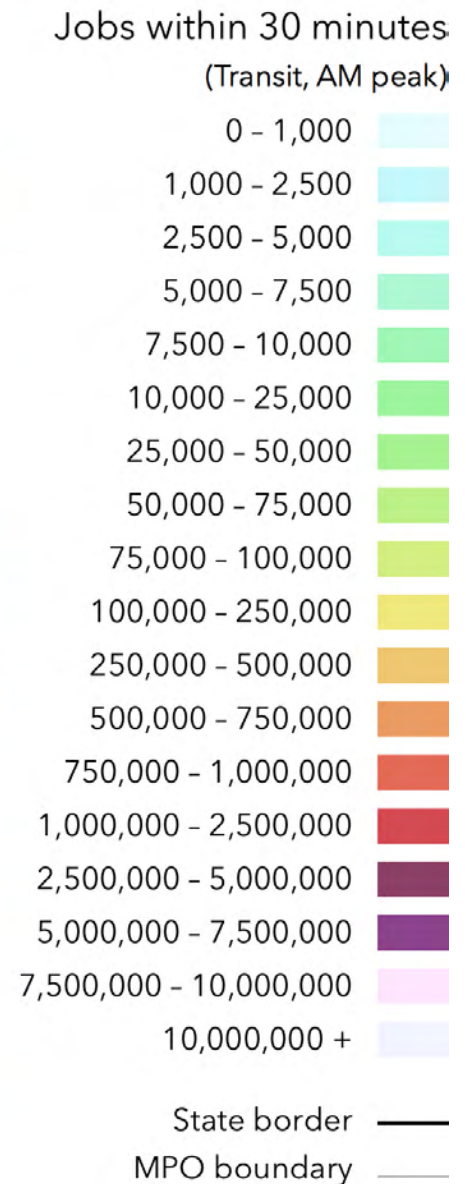 Jobs within 30 minutes
(Transit, AM peak)
0 – 1,000
1,000 – 2,500
2,500 – 5,000
5,000 – 7,500
7,500 – 10,000
10,000 – 25,000
25,000 – 50,000
50,000 – 75,000
75,000 – 100,000
100,000 – 250,000
250,000 – 500,000
500,000 – 750,000
750,000 – 1,000,000
1,000,000 – 2,500,000
2,500,000 – 5,000,000
5,000,000 – 7,500,000
7,500,000 – 10,000,000
10,000,000 +
State border
MPO boundary